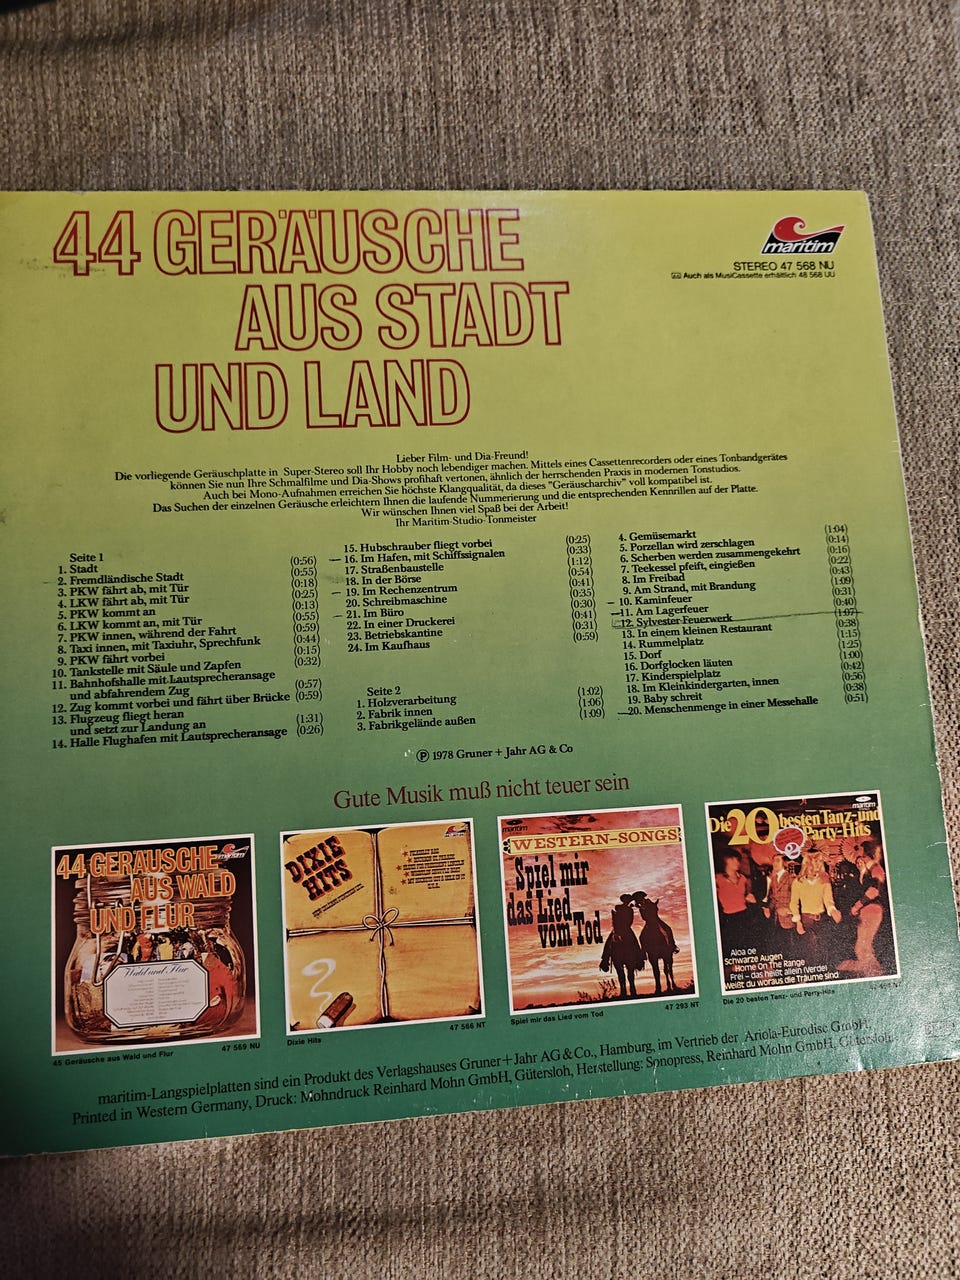 44 GERÄUSCHE
AUS STADT
UND LAND
maritim
STEREO 47 568 NU
Auch als MusiCassette erhältlich 48 568 UU
Lieber Film- und Dia-Freund!
Die vorliegende Geräuschplatte in Super-Stereo soll Ihr Hobby noch lebendiger machen. Mittels eines Cassettenrecorders oder eines Tonbandgerätes
können Sie nun Ihre Schmalfilme und Dia-Shows profihaft vertonen, ähnlich der herrschenden Praxis in modernen Tonstudios.
Auch bei Mono-Aufnahmen erreichen Sie höchste Klangqualität, da dieses "Geräuscharchiv" voll kompatibel ist.
Das Suchen der einzelnen Geräusche erleichtern Ihnen die laufende Nummerierung und die entsprechenden Kennrillen auf der Platte.
Wir wünschen Ihnen viel Spaß bei der Arbeit!
Ihr Maritim-Studio-Tonmeister
Seite 1
1. Stadt (0:56)
2. Fremdländische Stadt (0:55)
3. PKW fährt ab, mit Tür (0:18)
4. LKW fährt ab, mit Tür (0:25)
5. PKW kommt an (0:13)
6. LKW kommt an, mit Tür (0:55)
7. PKW innen, während der Fahrt (0:59)
8. Taxi innen, mit Taxiuhr, Sprechfunk (0:44)
9. PKW fährt vorbei (0:15)
10. Tankstelle mit Säule und Zapfen (0:32)
11. Bahnhofshalle mit Lautsprecheransage
und abfahrendem Zug (0:57)
12. Zug kommt vorbei und fährt über Brücke (0:59)
13. Flugzeug fliegt heran
und setzt zur Landung an (1:31)
14. Halle Flughafen mit Lautsprecheransage (0:26)
15. Hubschrauber fliegt vorbei (0:25)
16. Im Hafen, mit Schiffssignalen (0:33)
17. Straßenbaustelle (1:12)
18. In der Börse (0:54)
19. Im Rechenzentrum (0:41)
20. Schreibmaschine (0:35)
21. Im Büro (0:30)
22. In einer Druckerei (0:41)
23. Betriebskantine (0:31)
24. Im Kaufhaus (0:59)
Seite 2
1. Holzverarbeitung (1:02)
2. Fabrik innen (1:06)
3. Fabrikgelände außen (1:09)
4. Gemüsemarkt (1:04)
5. Porzellan wird zerschlagen (0:14)
6. Scherben werden zusammengekehrt (0:16)
7. Teekessel pfeift, eingießen (0:22)
8. Im Freibad (0:43)
9. Am Strand, mit Brandung (1:09)
10. Kaminfeuer (0:31)
11. Am Lagerfeuer (0:40)
12. Sylvester-Feuerwerk (1:07)
13. In einem kleinen Restaurant (0:38)
14. Rummelplatz (1:15)
15. Dorf (1:25)
16. Dorfglocken läuten (1:00)
17. Kinderspielplatz (0:42)
18. Im Kleinkindergarten, innen (0:56)
19. Baby schreit (0:38)
20. Menschenmenge in einer Messehalle (0:51)
Ⓟ 1978 Gruner + Jahr AG & Co
Gute Musik muß nicht teuer sein
44 GERÄUSCHE
AUS WALD
UND FLUR
maritim
Wald und Flur
45 Geräusche aus Wald und Flur 47 569 NU
DIXIE
HITS
Dixie Hits 47 566 NT
maritim
WESTERN-SONGS
Spiel mir
das Lied
vom Tod
Spiel mir das Lied vom Tod 47 293 NT
maritim
Die 20 besten Tanz- und
Party-Hits
2
Aloa oe
Schwarze Augen
Home On The Range
Frei – das heißt allein (Verde)
Weißt du woraus die Träume sind
Die 20 besten Tanz- und Party-Hits
maritim-Langspielplatten sind ein Produkt des Verlagshauses Gruner+Jahr AG & Co., Hamburg, im Vertrieb der Ariola-Eurodisc GmbH.
Printed in Western Germany, Druck: Mohndruck Reinhard Mohn GmbH, Gütersloh, Herstellung: Sonopress, Reinhard Mohn GmbH, Gütersloh.